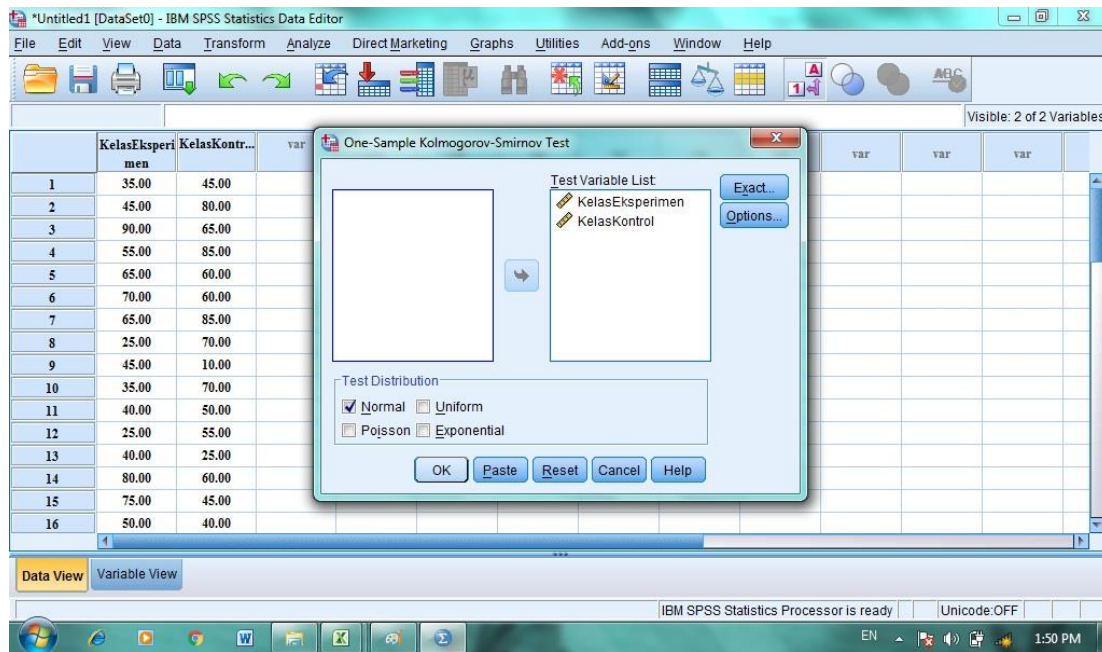 *Untitled1 [DataSet0] - IBM SPSS Statistics Data Editor
File Edit View Data Transform Analyze Direct Marketing Graphs Utilities Add-ons Window Help
Visible: 2 of 2 Variables
KelasEksperi
men KelasKontr... var var var var
One-Sample Kolmogorov-Smirnov Test
Test Variable List:
KelasEksperimen
KelasKontrol
Exact...
Options...
Test Distribution
Normal Uniform
Poisson Exponential
OK Paste Reset Cancel Help
1 35.00 45.00
2 45.00 80.00
3 90.00 65.00
4 55.00 85.00
5 65.00 60.00
6 70.00 60.00
7 65.00 85.00
8 25.00 70.00
9 45.00 10.00
10 35.00 70.00
11 40.00 50.00
12 25.00 55.00
13 40.00 25.00
14 80.00 60.00
15 75.00 45.00
16 50.00 40.00
Data View Variable View
IBM SPSS Statistics Processor is ready Unicode:OFF
EN 1:50 PM